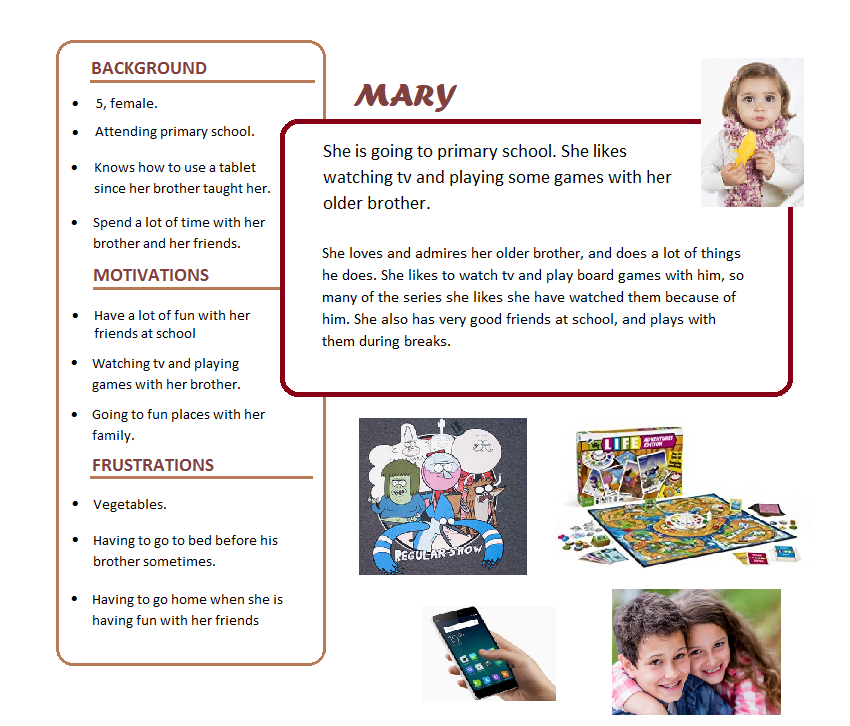 BACKGROUND
5, female.
Attending primary school.
Knows how to use a tablet
since her brother taught her.
Spend a lot of time with her
brother and her friends.
MOTIVATIONS
Have a lot of fun with her
friends at school
Watching tv and playing
games with her brother.
Going to fun places with her
family.
FRUSTRATIONS
Vegetables.
Having to go to bed before his
brother sometimes.
Having to go home when she is
having fun with her friends
MARY
She is going to primary school. She likes
watching tv and playing some games with her
older brother.
She loves and admires her older brother, and does a lot of things
he does. She likes to watch tv and play board games with him, so
many of the series she likes she have watched them because of
him. She also has very good friends at school, and plays with
them during breaks.
REGULAR SHOW
LIFE
ADVENTURES
EDITION